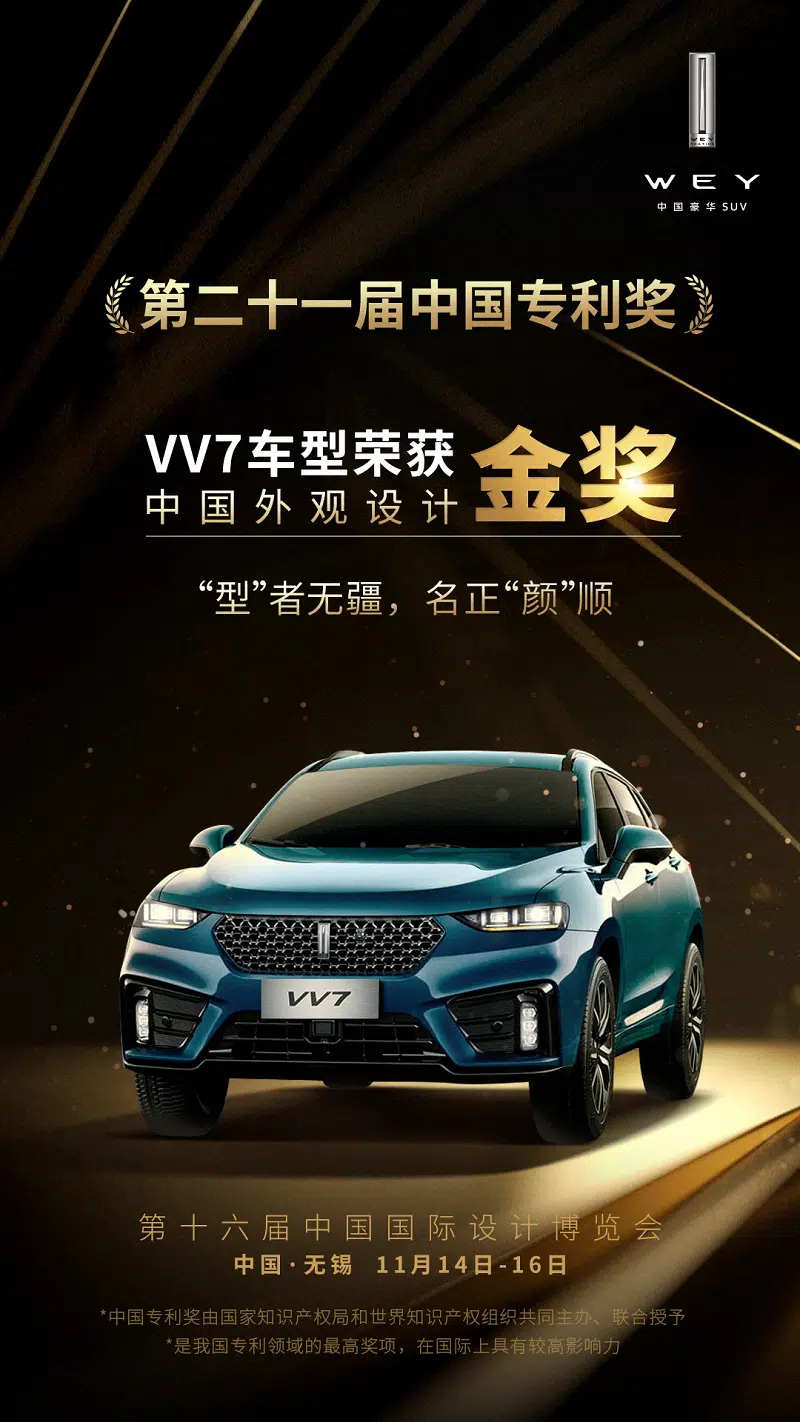 WEY
中国豪华SUV
第二十一届中国专利奖
VV7车型荣获
中国外观设计
金奖
“型”者无疆，名正“颜”顺
VV7
第十六届中国国际设计博览会
中国·无锡 11月14日-16日
*中国专利奖由国家知识产权局和世界知识产权组织共同主办、联合授予
*是我国专利领域的最高奖项，在国际上具有较高影响力